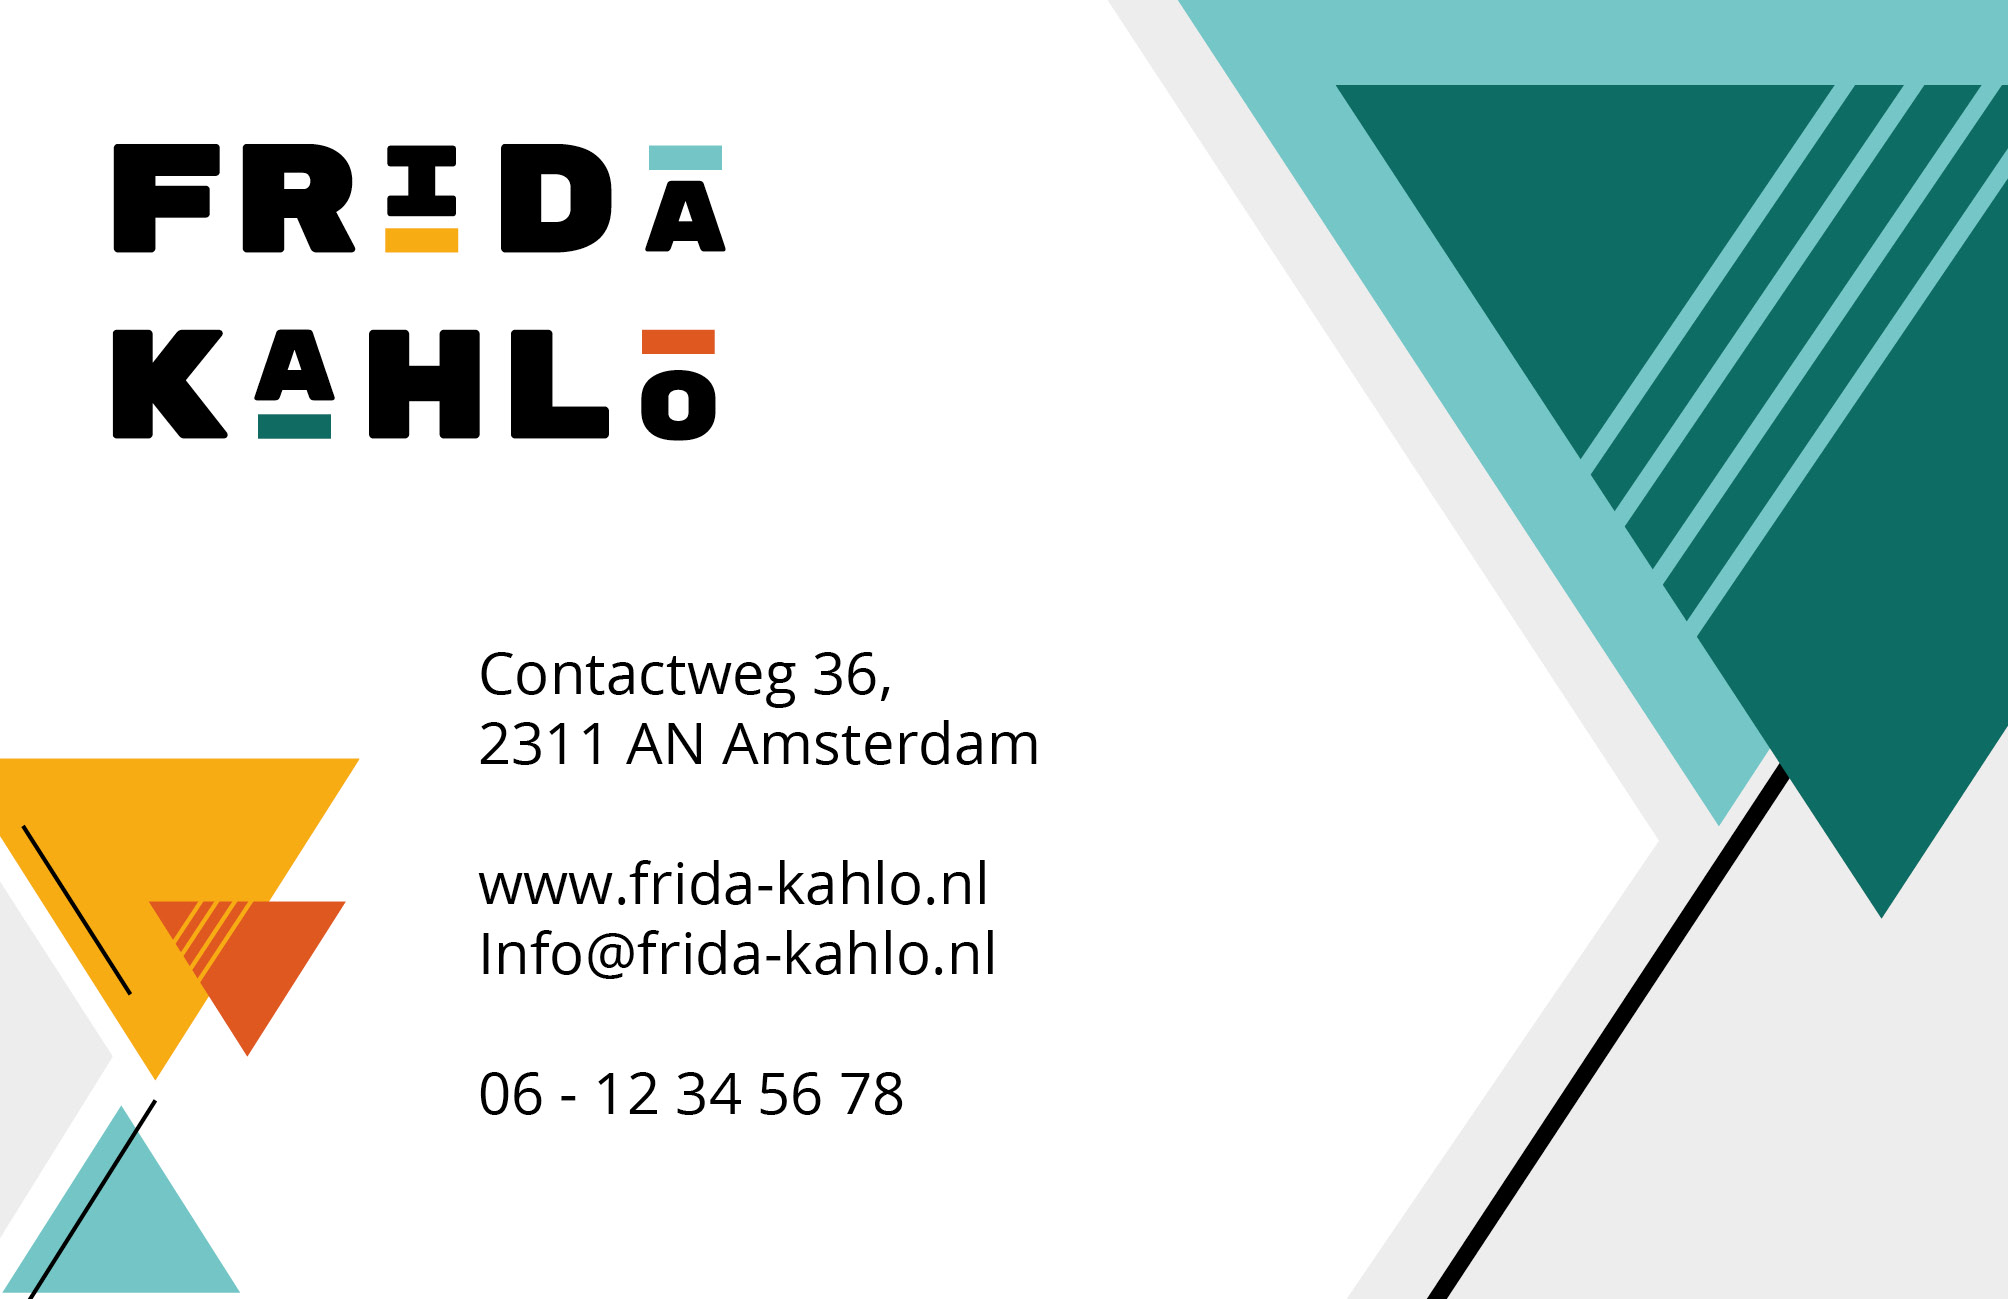 FRIDA
KAHLO
Contactweg 36,
2311 AN Amsterdam
www.frida-kahlo.nl
Info@frida-kahlo.nl
06 - 12 34 56 78